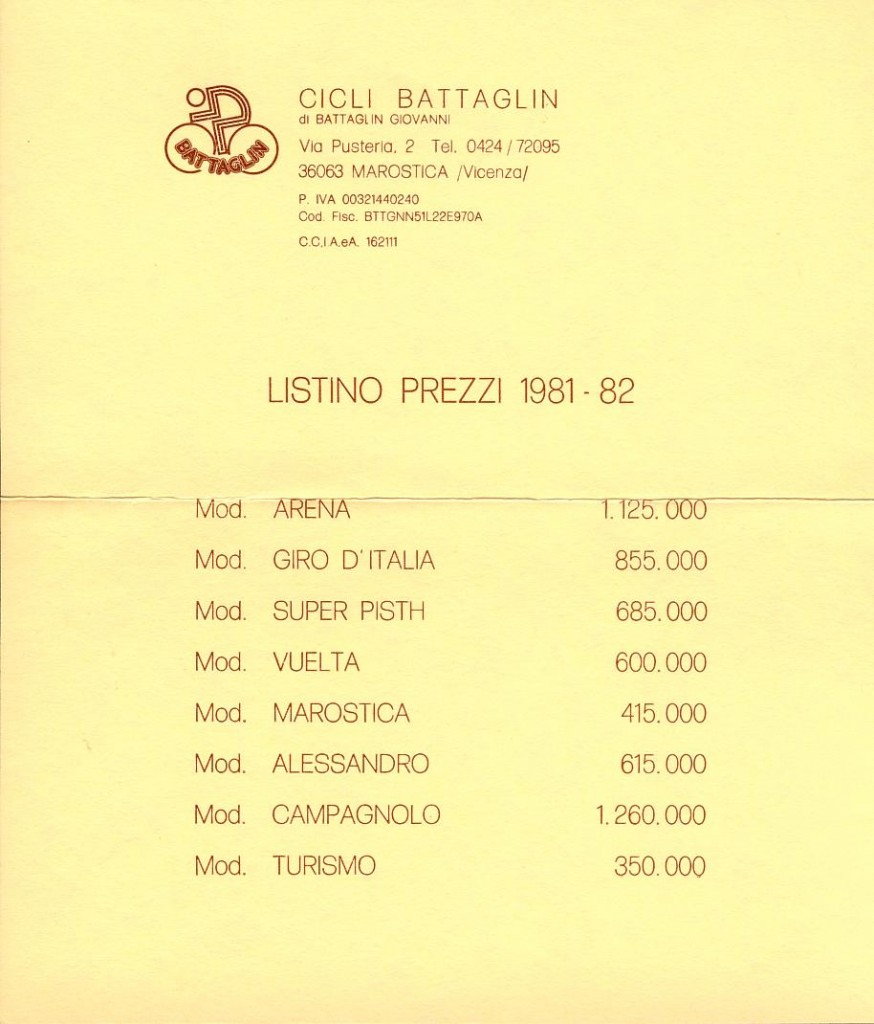 BATTAGLIN
CICLI BATTAGLIN
di BATTAGLIN GIOVANNI
Via Pusteria, 2 Tel. 0424/72095
36063 MAROSTICA /Vicenza/
P. IVA 00321440240
Cod. Fisc. BTTGNN51L22E970A
C.C.I.A.eA. 162111
LISTINO PREZZI 1981-82
Mod. ARENA 1.125.000
Mod. GIRO D'ITALIA 855.000
Mod. SUPER PISTH 685.000
Mod. VUELTA 600.000
Mod. MAROSTICA 415.000
Mod. ALESSANDRO 615.000
Mod. CAMPAGNOLO 1.260.000
Mod. TURISMO 350.000